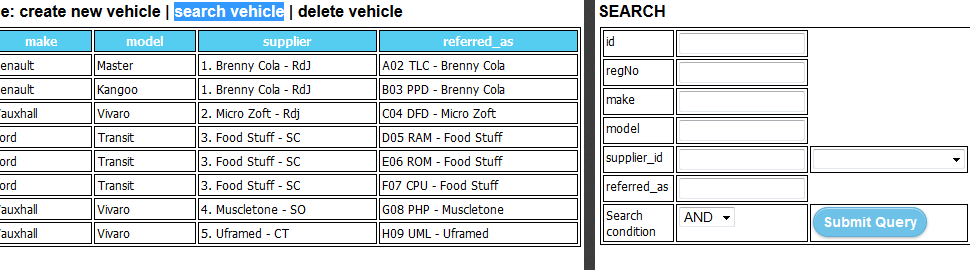 e: create new vehicle | search vehicle | delete vehicle
make model supplier referred_as
enault Master 1. Brenny Cola - RdJ A02 TLC - Brenny Cola
enault Kangoo 1. Brenny Cola - RdJ B03 PPD - Brenny Cola
auxhall Vivaro 2. Micro Zoft - Rdj C04 DFD - Micro Zoft
ord Transit 3. Food Stuff - SC D05 RAM - Food Stuff
ord Transit 3. Food Stuff - SC E06 ROM - Food Stuff
ord Transit 3. Food Stuff - SC F07 CPU - Food Stuff
auxhall Vivaro 4. Muscletone - SO G08 PHP - Muscletone
auxhall Vivaro 5. Uframed - CT H09 UML - Uframed
SEARCH
id
regNo
make
model
supplier_id
referred_as
Search
condition
AND
Submit Query